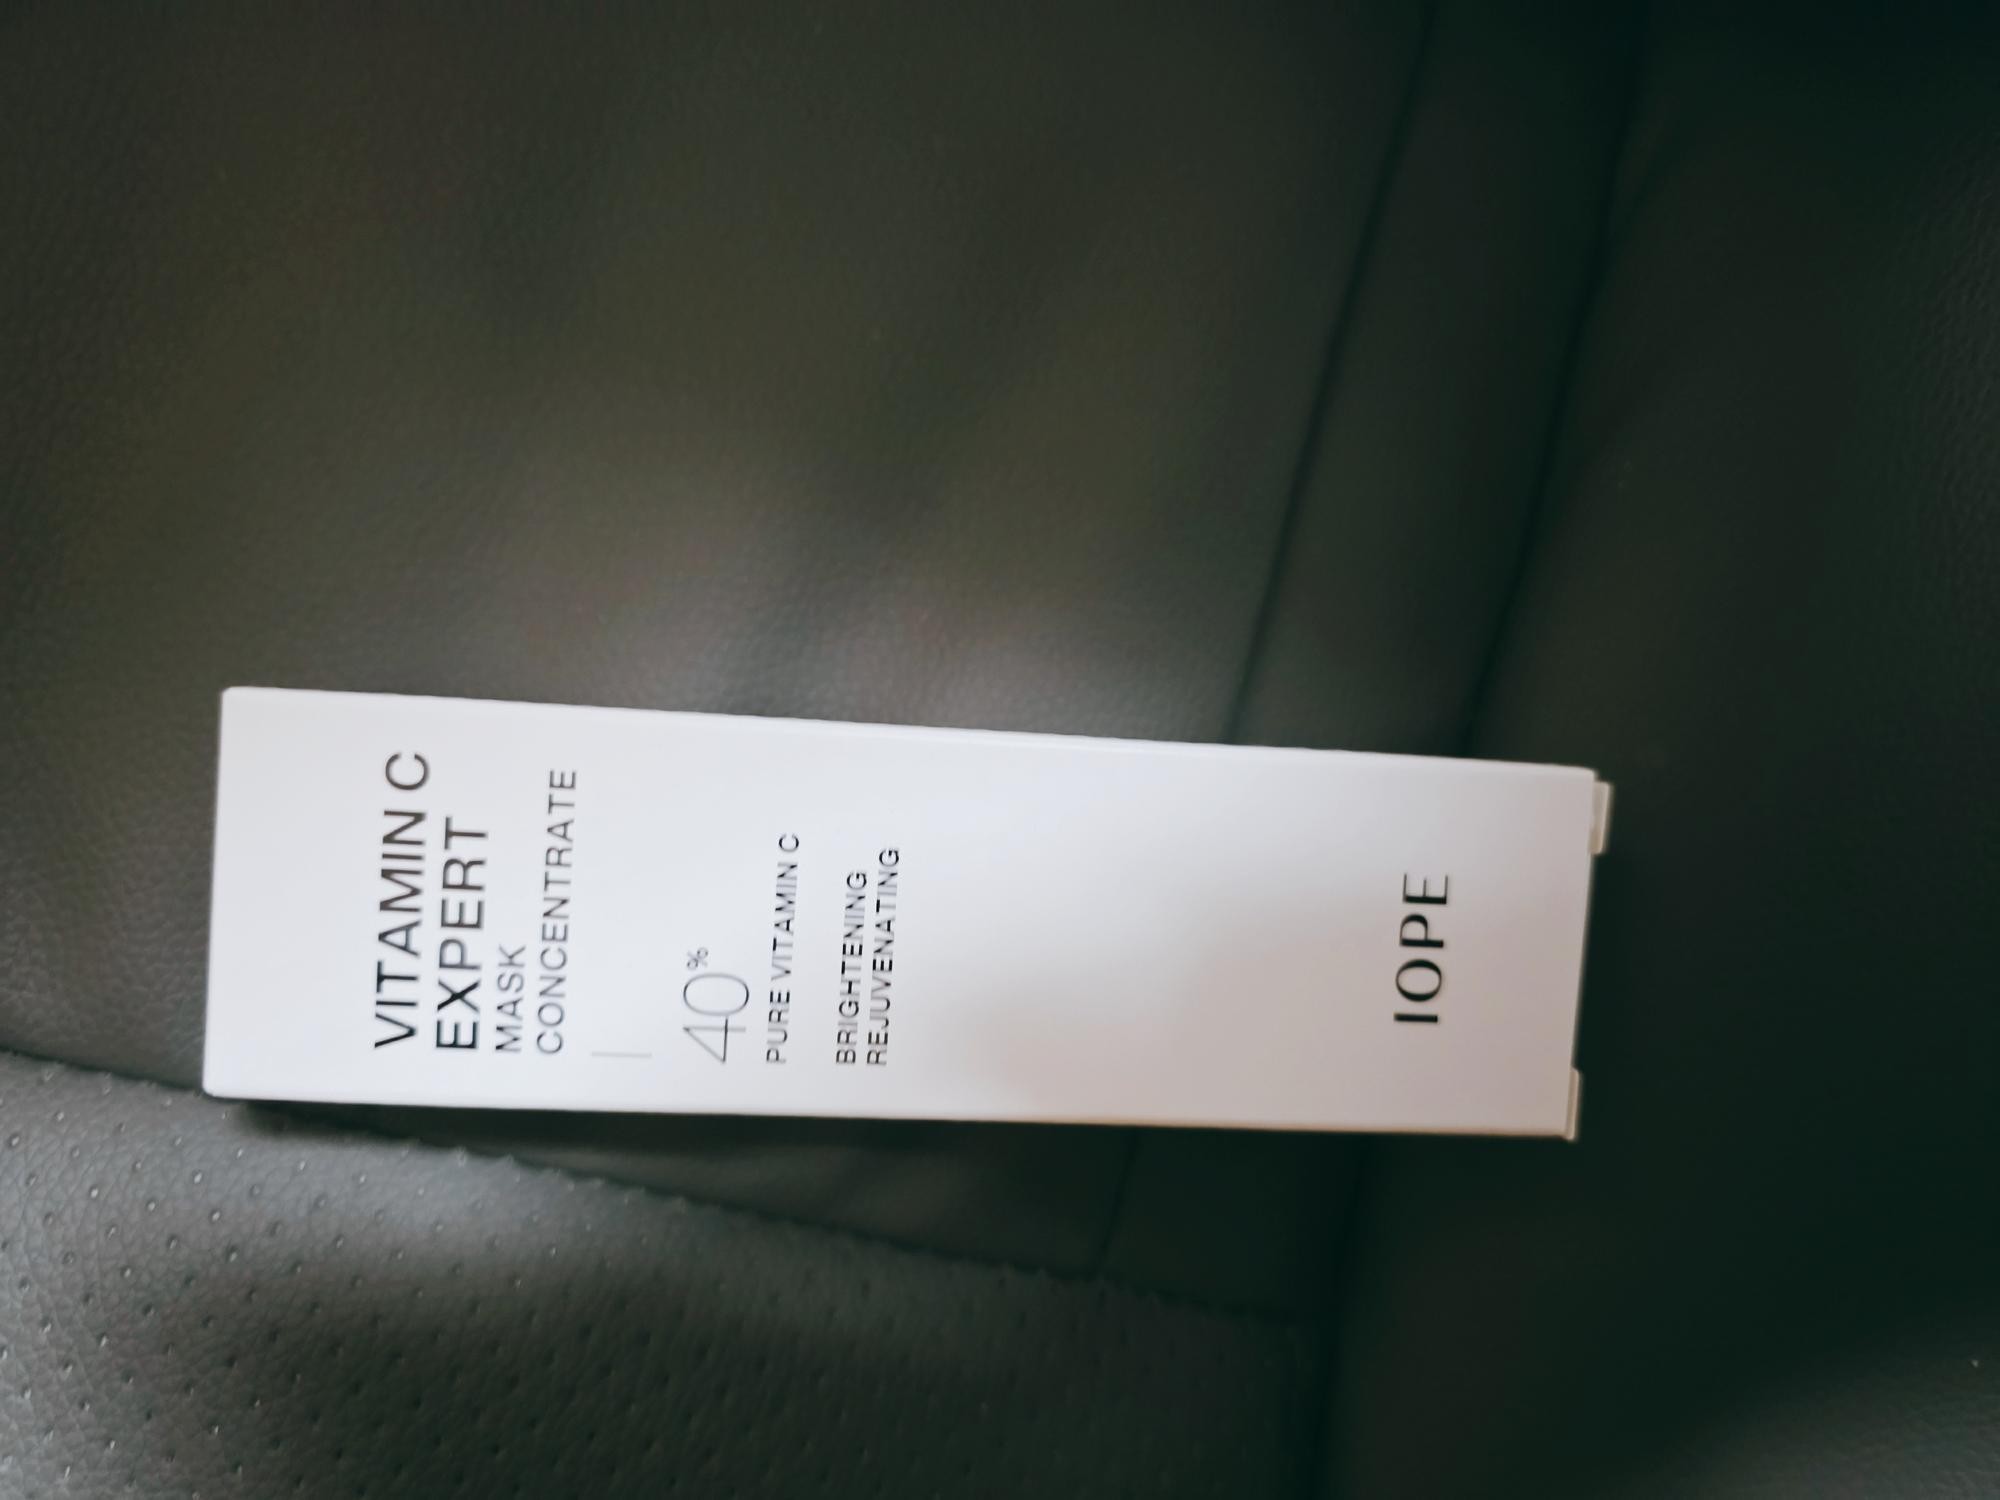 VITAMIN C
EXPERT
MASK
CONCENTRATE
40%
PURE VITAMIN C
BRIGHTENING
REJUVENATING
IOPE